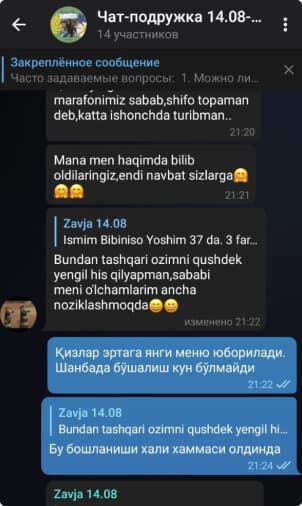 Чат-подружка 14.08-...
14 участников
Закреплённое сообщение
Часто задаваемые вопросы: 1. Можно ли...
marafonimiz sabab,shifo topaman
deb,katta ishonchda turibman..
21:20
Mana men haqimda bilib
oldilaringiz,endi navbat sizlarga🤗
🤗🤗
21:21
Zavja 14.08
Ismim Bibiniso Yoshim 37 da. 3 far...
Bundan tashqari ozimni qushdek
yengil his qilyapman,sababi
meni o'lchamlarim ancha
noziklashmoqda😄😄
изменено 21:22
Қизлар эртага янги меню юборилади.
Шанбада бўшалиш кун бўлмайди
21:22
Zavja 14.08
Bundan tashqari ozimni qushdek yengil hi...
Бу бошланиши хали хаммаси олдинда
21:24
Zavja 14.08